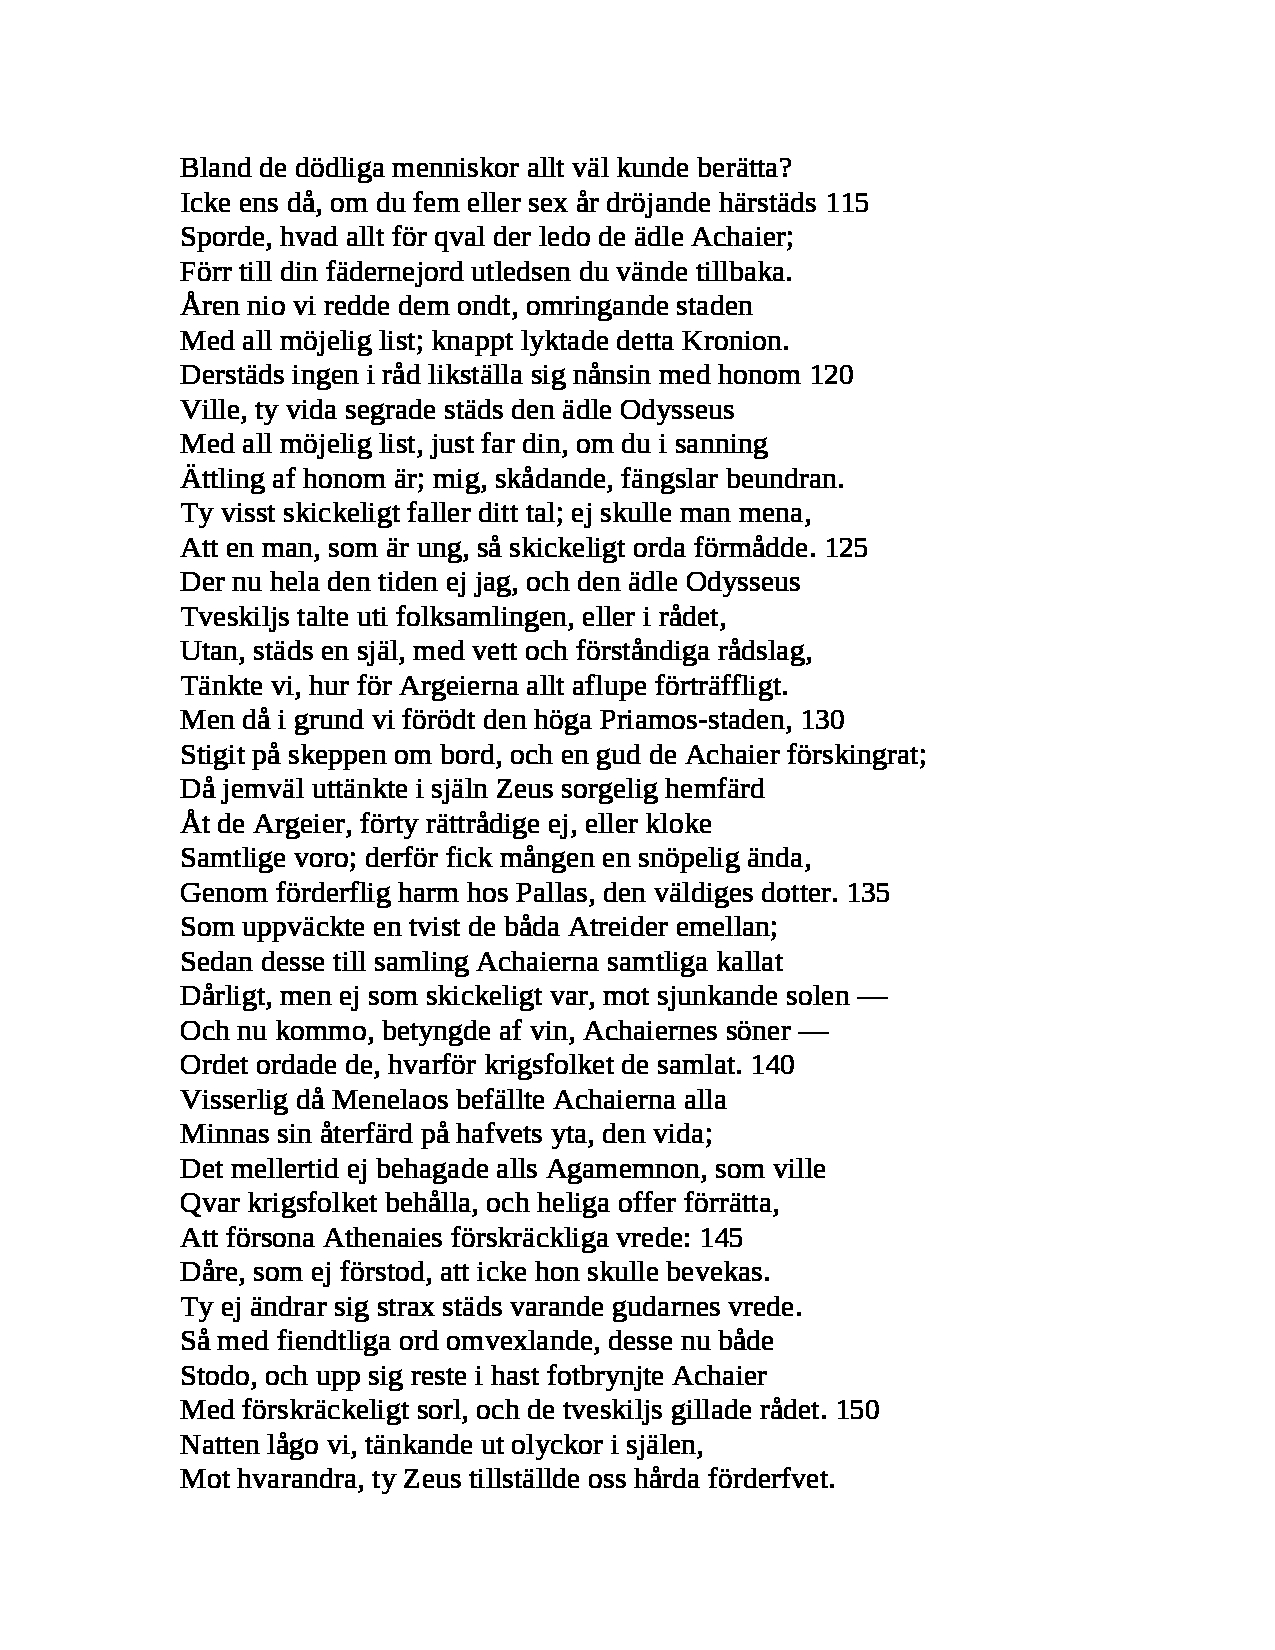 Bland de dödliga menniskor allt väl kunde berätta?
Icke ens då, om du fem eller sex år dröjande härstäds 115
Sporde, hvad allt för qval der ledo de ädle Achaier;
Förr till din fädernejord utledsen du vände tillbaka.
Åren nio vi redde dem ondt, omringande staden
Med all möjelig list; knappt lyktade detta Kronion.
Derstäds ingen i råd likställa sig nånsin med honom 120
Ville, ty vida segrade städs den ädle Odysseus
Med all möjelig list, just far din, om du i sanning
Ättling af honom är; mig, skådande, fängslar beundran.
Ty visst skickeligt faller ditt tal; ej skulle man mena,
Att en man, som är ung, så skickeligt orda förmådde. 125
Der nu hela den tiden ej jag, och den ädle Odysseus
Tveskiljs talte uti folksamlingen, eller i rådet,
Utan, städs en själ, med vett och förståndiga rådslag,
Tänkte vi, hur för Argeierna allt aflupe förträffligt.
Men då i grund vi förödt den höga Priamos-staden, 130
Stigit på skeppen om bord, och en gud de Achaier förskingrat;
Då jemväl uttänkte i själn Zeus sorgelig hemfärd
Åt de Argeier, förty rättrådige ej, eller kloke
Samtlige voro; derför fick mången en snöpelig ända,
Genom förderflig harm hos Pallas, den väldiges dotter. 135
Som uppväckte en tvist de båda Atreider emellan;
Sedan desse till samling Achaierna samtliga kallat
Dårligt, men ej som skickeligt var, mot sjunkande solen —
Och nu kommo, betyngde af vin, Achaiernes söner —
Ordet ordade de, hvarför krigsfolket de samlat. 140
Visserlig då Menelaos befällte Achaierna alla
Minnas sin återfärd på hafvets yta, den vida;
Det mellertid ej behagade alls Agamemnon, som ville
Qvar krigsfolket behålla, och heliga offer förrätta,
Att försona Athenaies förskräckliga vrede: 145
Dåre, som ej förstod, att icke hon skulle bevekas.
Ty ej ändrar sig strax städs varande gudarnes vrede.
Så med fiendtliga ord omvexlande, desse nu både
Stodo, och upp sig reste i hast fotbrynjte Achaier
Med förskräckeligt sorl, och de tveskiljs gillade rådet. 150
Natten lågo vi, tänkande ut olyckor i själen,
Mot hvarandra, ty Zeus tillställde oss hårda förderfvet.